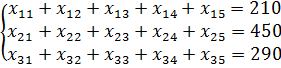 x₁₁ + x₁₂ + x₁₃ + x₁₄ + x₁₅ = 210
x₂₁ + x₂₂ + x₂₃ + x₂₄ + x₂₅ = 450
x₃₁ + x₃₂ + x₃₃ + x₃₄ + x₃₅ = 290